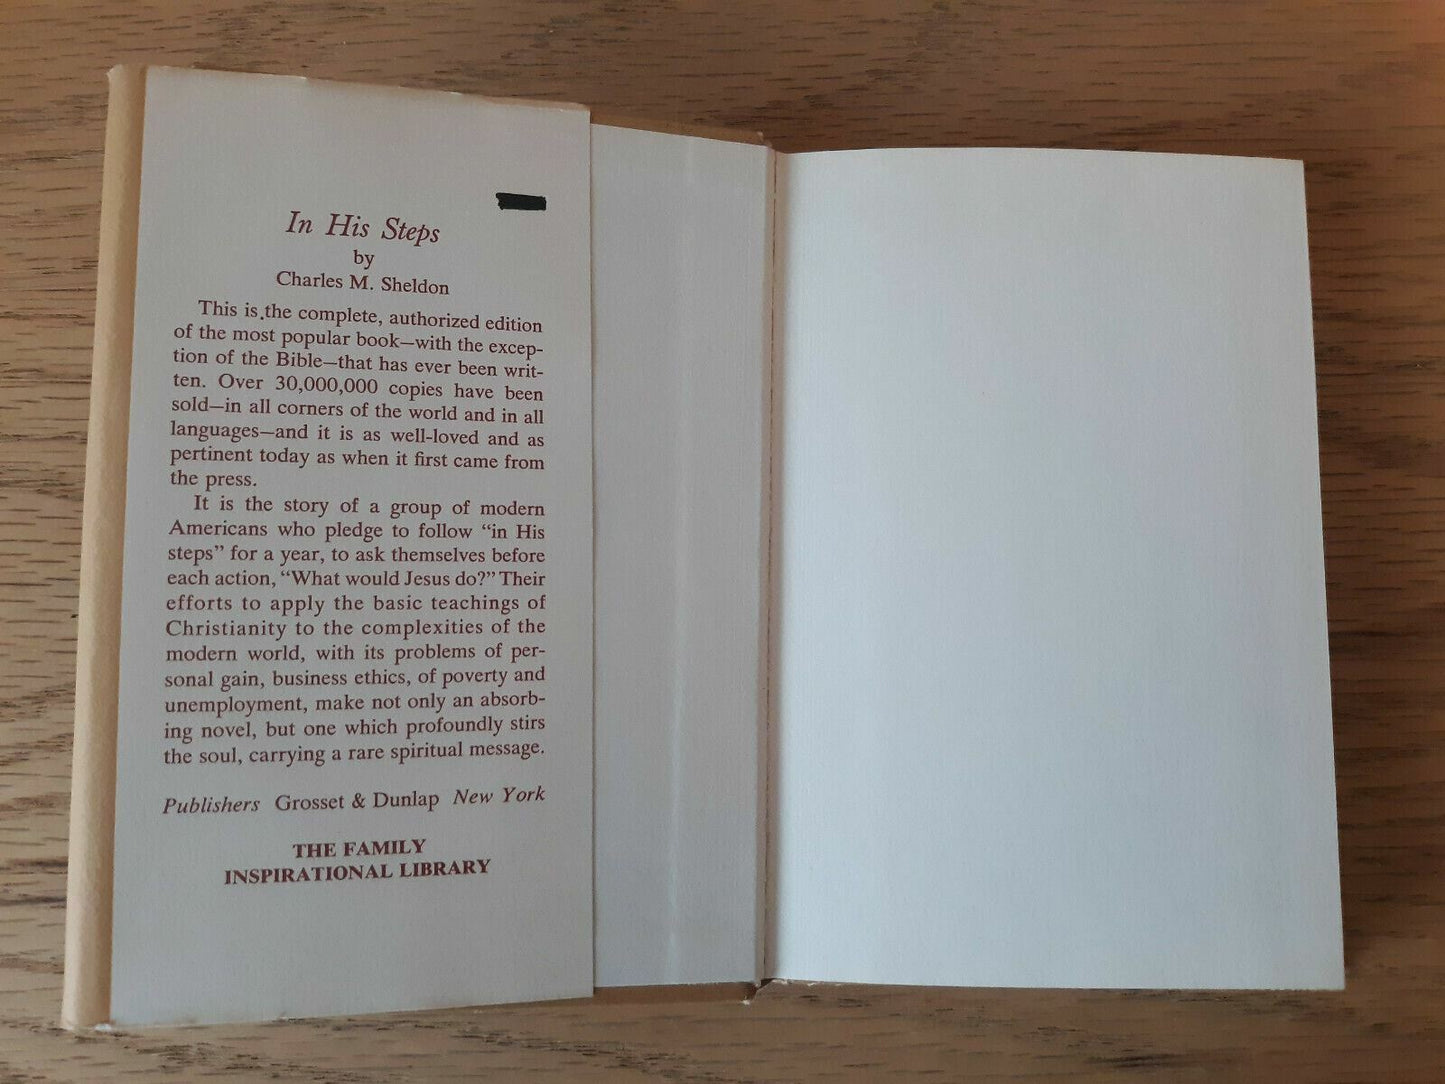 In His Steps
by
Charles M. Sheldon
This is the complete, authorized edition
of the most popular book—with the excep-
tion of the Bible—that has ever been writ-
ten. Over 30,000,000 copies have been
sold—in all corners of the world and in all
languages—and it is as well-loved and as
pertinent today as when it first came from
the press.
It is the story of a group of modern
Americans who pledge to follow “in His
steps” for a year, to ask themselves before
each action, “What would Jesus do?” Their
efforts to apply the basic teachings of
Christianity to the complexities of the
modern world, with its problems of per-
sonal gain, business ethics, of poverty and
unemployment, make not only an absorb-
ing novel, but one which profoundly stirs
the soul, carrying a rare spiritual message.
Publishers Grosset & Dunlap New York
THE FAMILY
INSPIRATIONAL LIBRARY